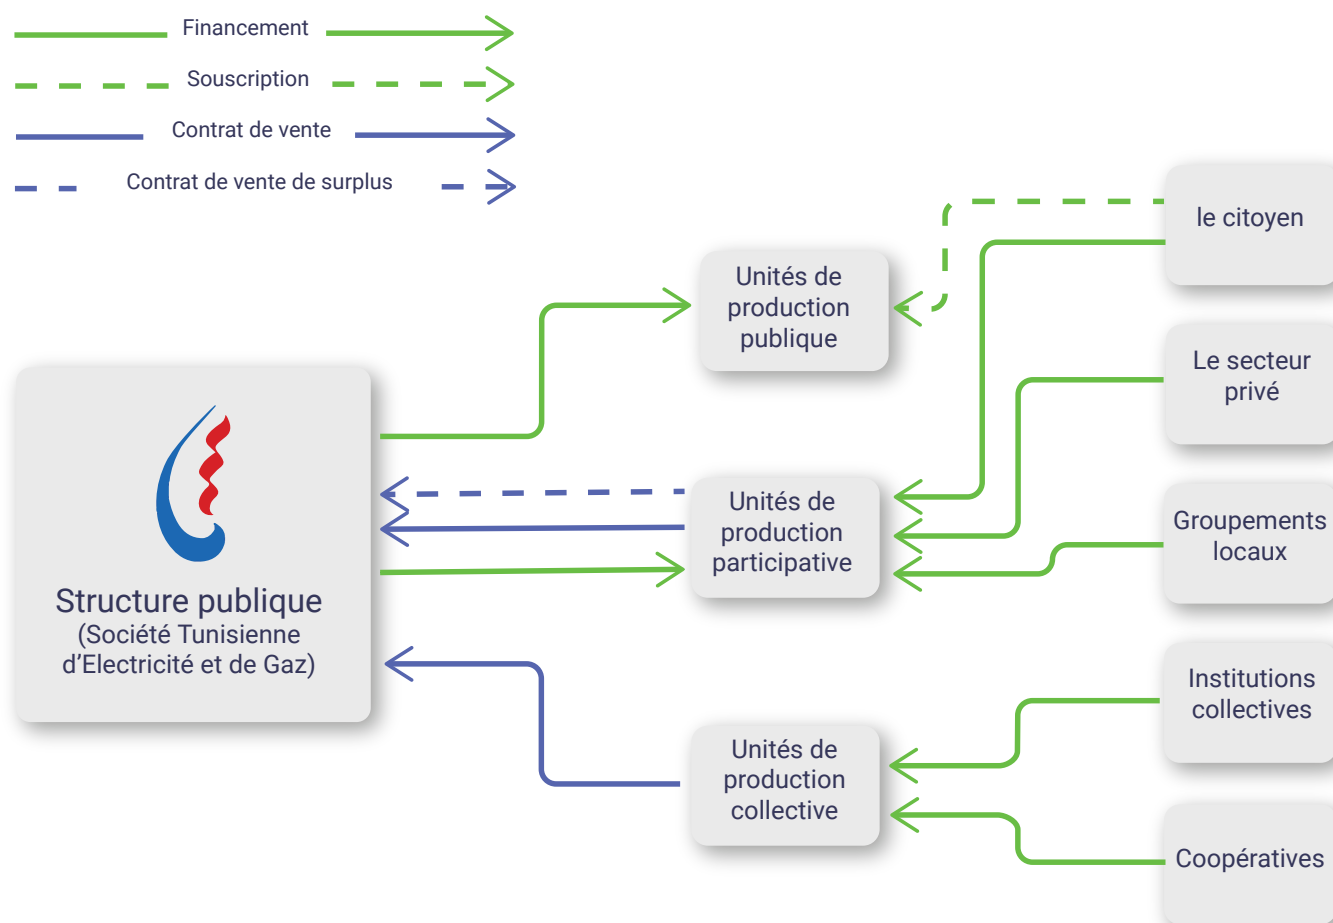 Financement
Souscription
Contrat de vente
Contrat de vente de surplus
le citoyen
Unités de
production
publique
Le secteur
privé
Structure publique
(Société Tunisienne
d'Electricité et de Gaz)
Unités de
production
participative
Groupements
locaux
Institutions
collectives
Unités de
production
collective
Coopératives